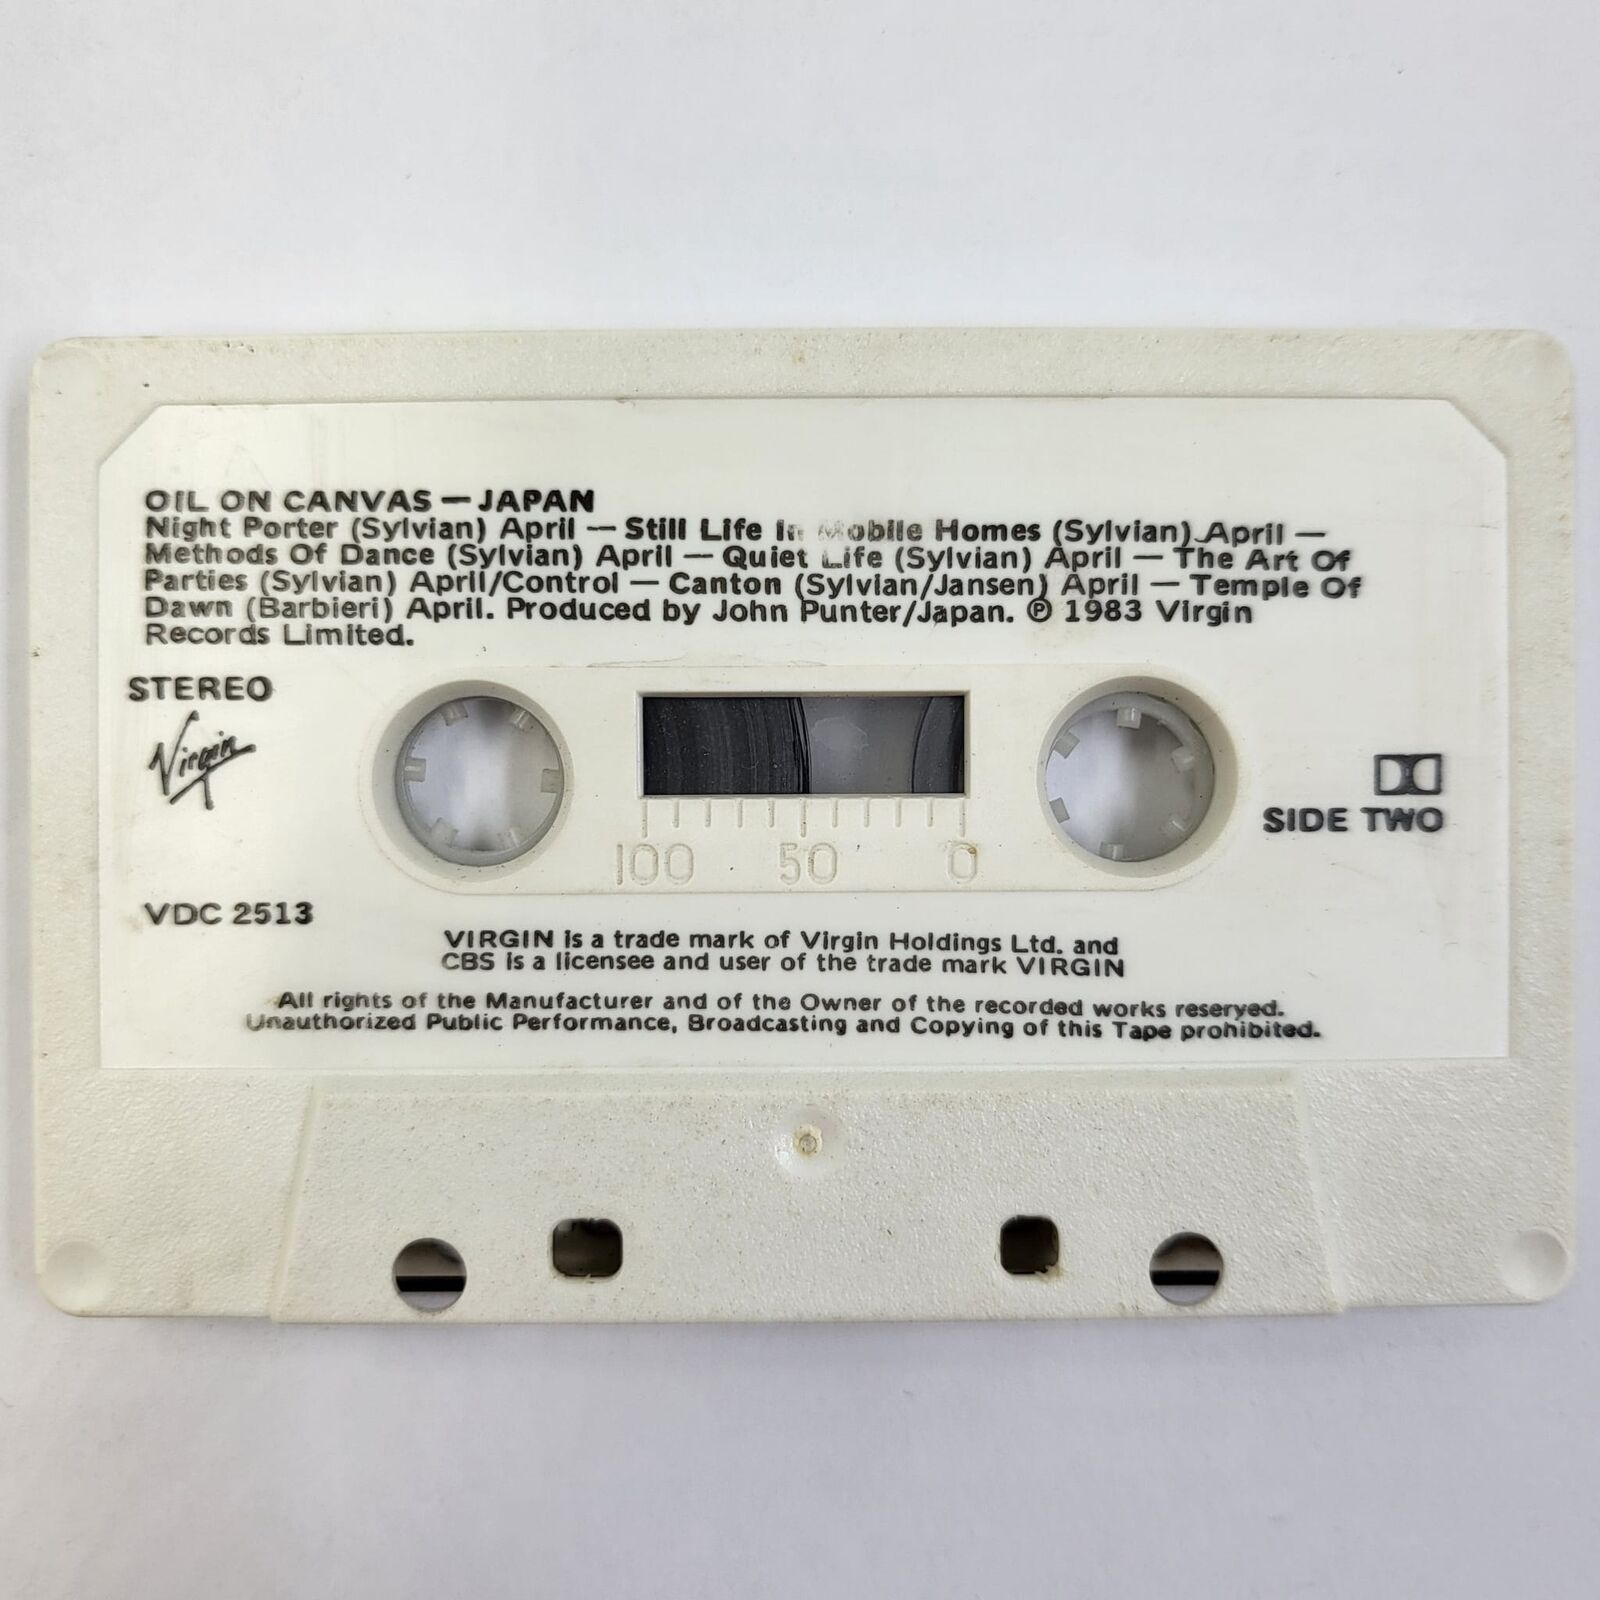 OIL ON CANVAS — JAPAN
Night Porter (Sylvian) April — Still Life In Mobile Homes (Sylvian) April —
Methods Of Dance (Sylvian) April — Quiet Life (Sylvian) April — The Art Of
Parties (Sylvian) April/Control — Canton (Sylvian/Jansen) April — Temple Of
Dawn (Barbieri) April. Produced by John Punter/Japan. ℗ 1983 Virgin
Records Limited.
STEREO
Virgin
SIDE TWO
100 50 0
VDC 2513
VIRGIN is a trade mark of Virgin Holdings Ltd. and
CBS is a licensee and user of the trade mark VIRGIN
All rights of the Manufacturer and of the Owner of the recorded works reserved.
Unauthorized Public Performance, Broadcasting and Copying of this Tape prohibited.